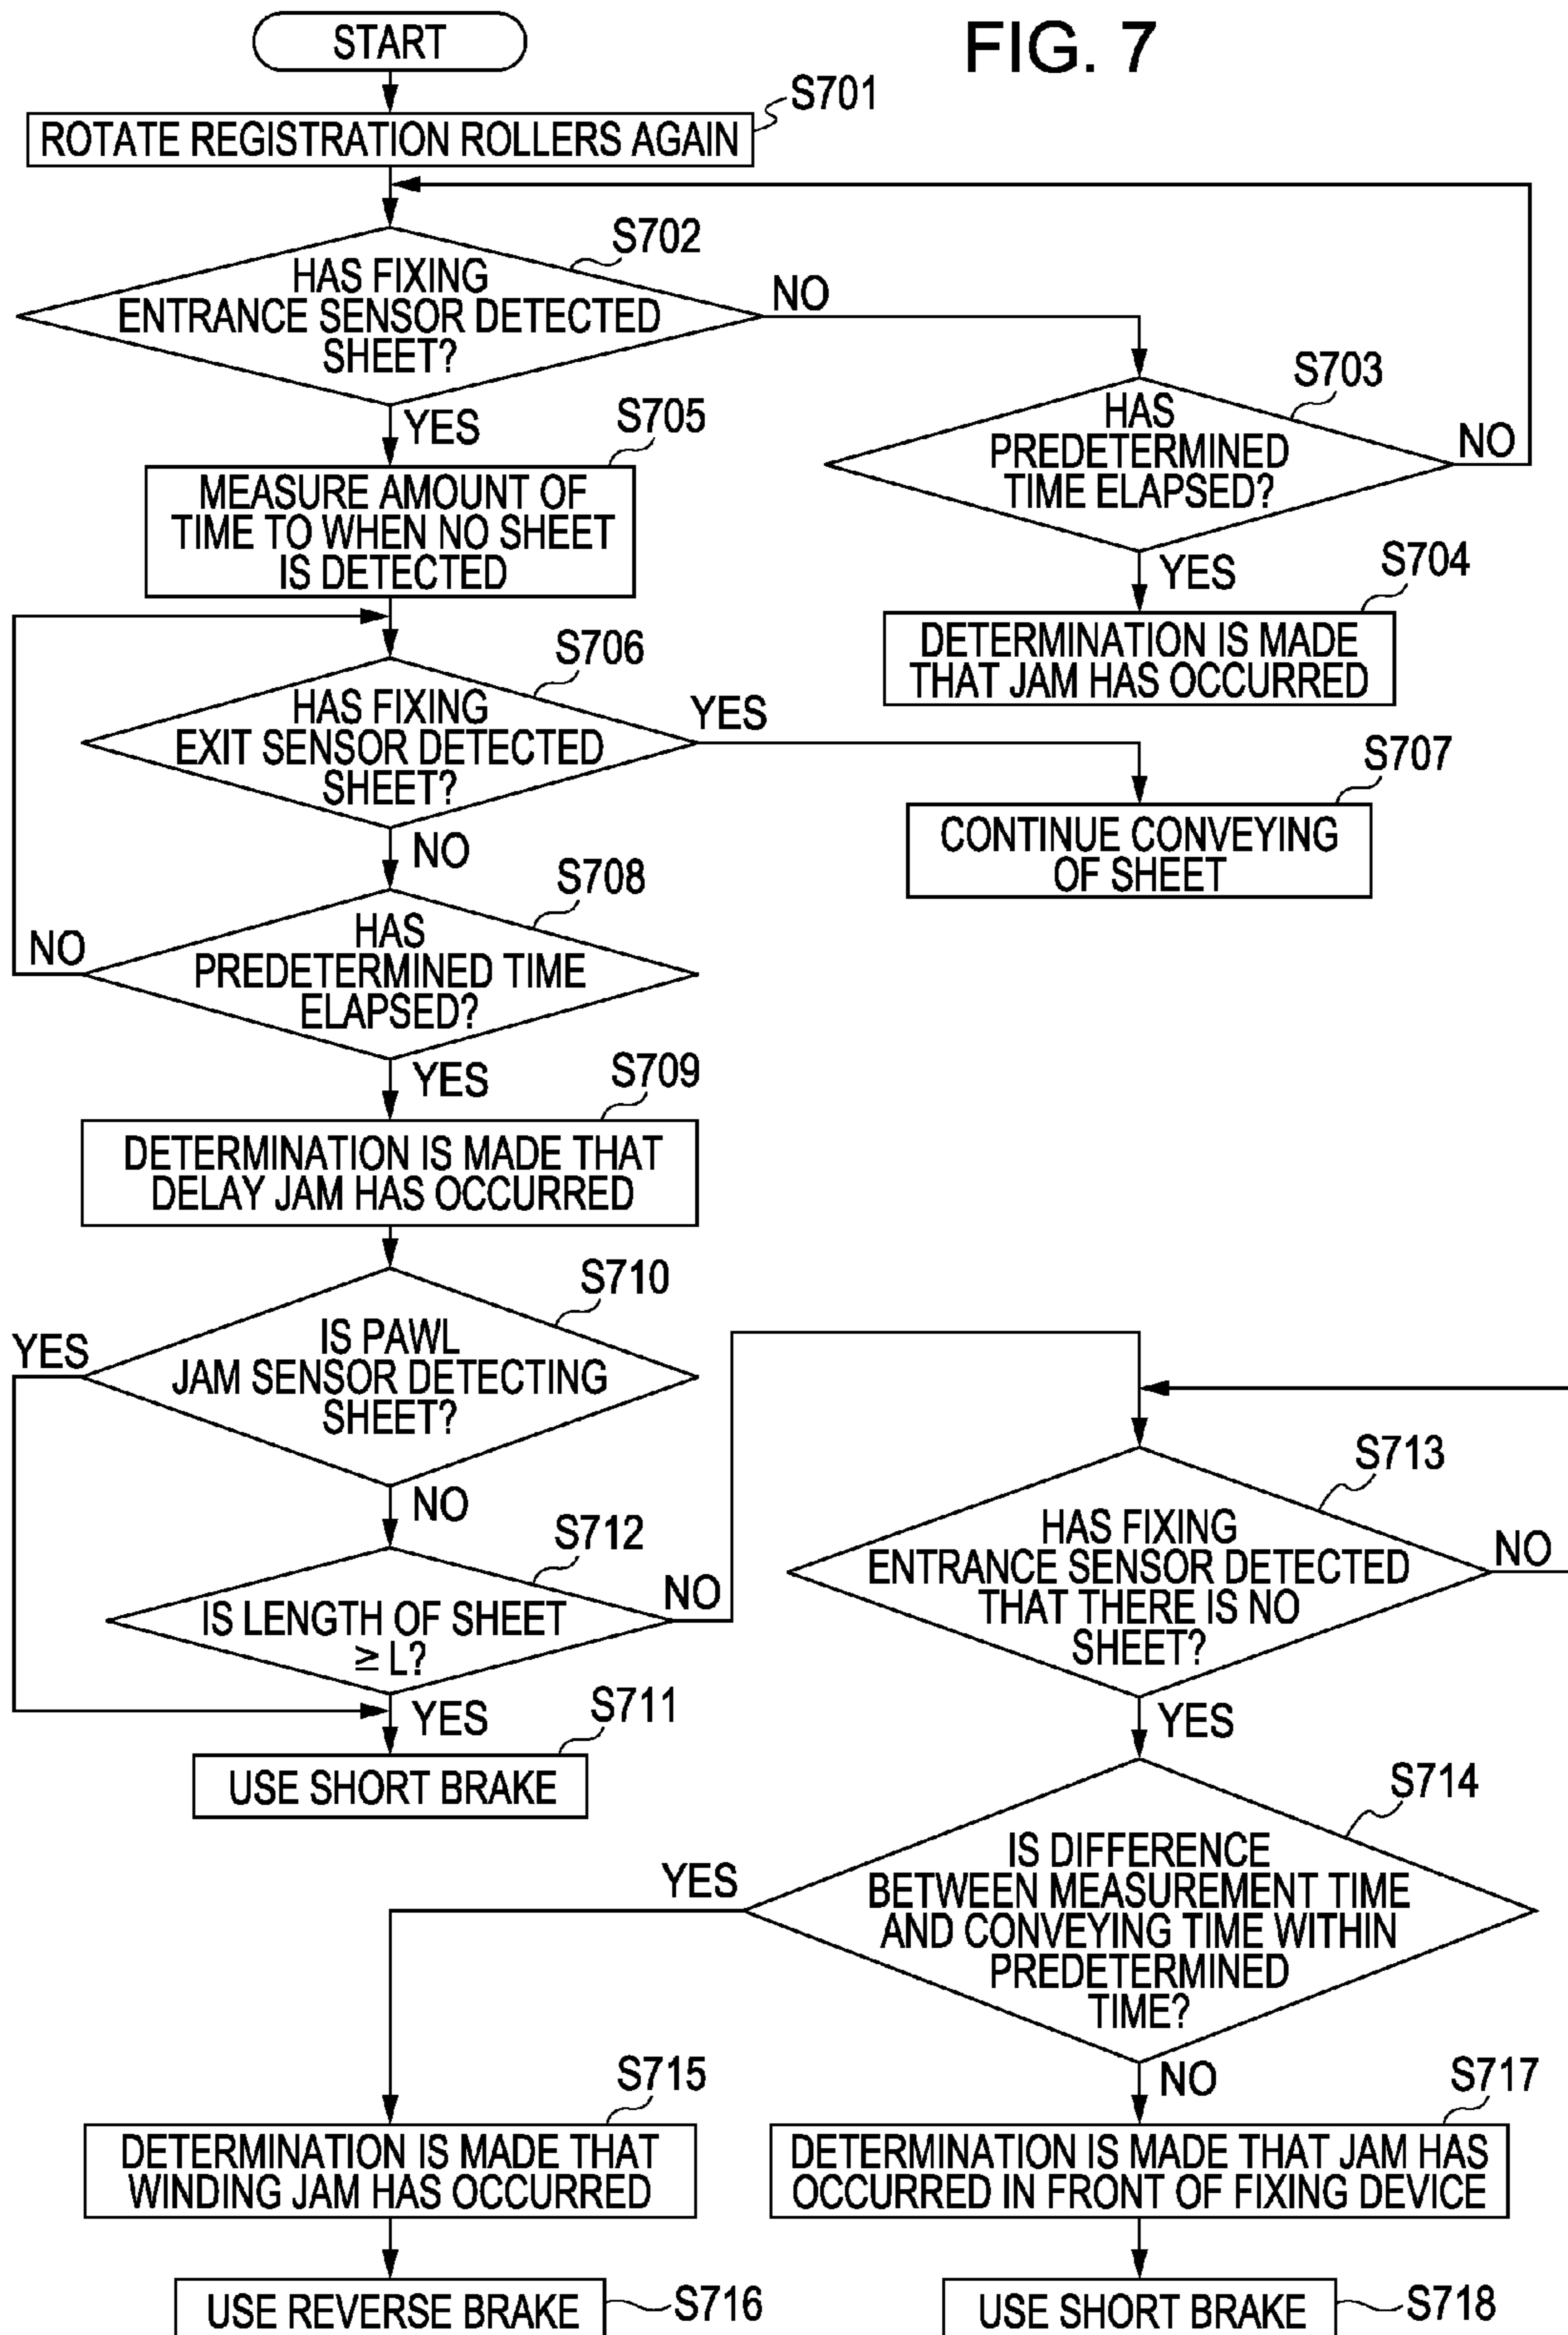 FIG. 7
START
S701
ROTATE REGISTRATION ROLLERS AGAIN
S702
HAS FIXING
ENTRANCE SENSOR DETECTED
SHEET?
NO
YES
S703
HAS
PREDETERMINED
TIME ELAPSED?
NO
YES
S704
DETERMINATION IS MADE
THAT JAM HAS OCCURRED
S705
MEASURE AMOUNT OF
TIME TO WHEN NO SHEET
IS DETECTED
S706
HAS FIXING
EXIT SENSOR DETECTED
SHEET?
YES
NO
S707
CONTINUE CONVEYING
OF SHEET
S708
HAS
PREDETERMINED TIME
ELAPSED?
NO
YES
S709
DETERMINATION IS MADE THAT
DELAY JAM HAS OCCURRED
S710
IS PAWL
JAM SENSOR DETECTING
SHEET?
YES
NO
S712
IS LENGTH OF SHEET
≥ L?
NO
YES
S711
USE SHORT BRAKE
S713
HAS FIXING
ENTRANCE SENSOR DETECTED
THAT THERE IS NO
SHEET?
NO
YES
S714
IS DIFFERENCE
BETWEEN MEASUREMENT TIME
AND CONVEYING TIME WITHIN
PREDETERMINED
TIME?
YES
NO
S715
DETERMINATION IS MADE THAT
WINDING JAM HAS OCCURRED
USE REVERSE BRAKE
S716
S717
DETERMINATION IS MADE THAT JAM HAS
OCCURRED IN FRONT OF FIXING DEVICE
USE SHORT BRAKE
S718